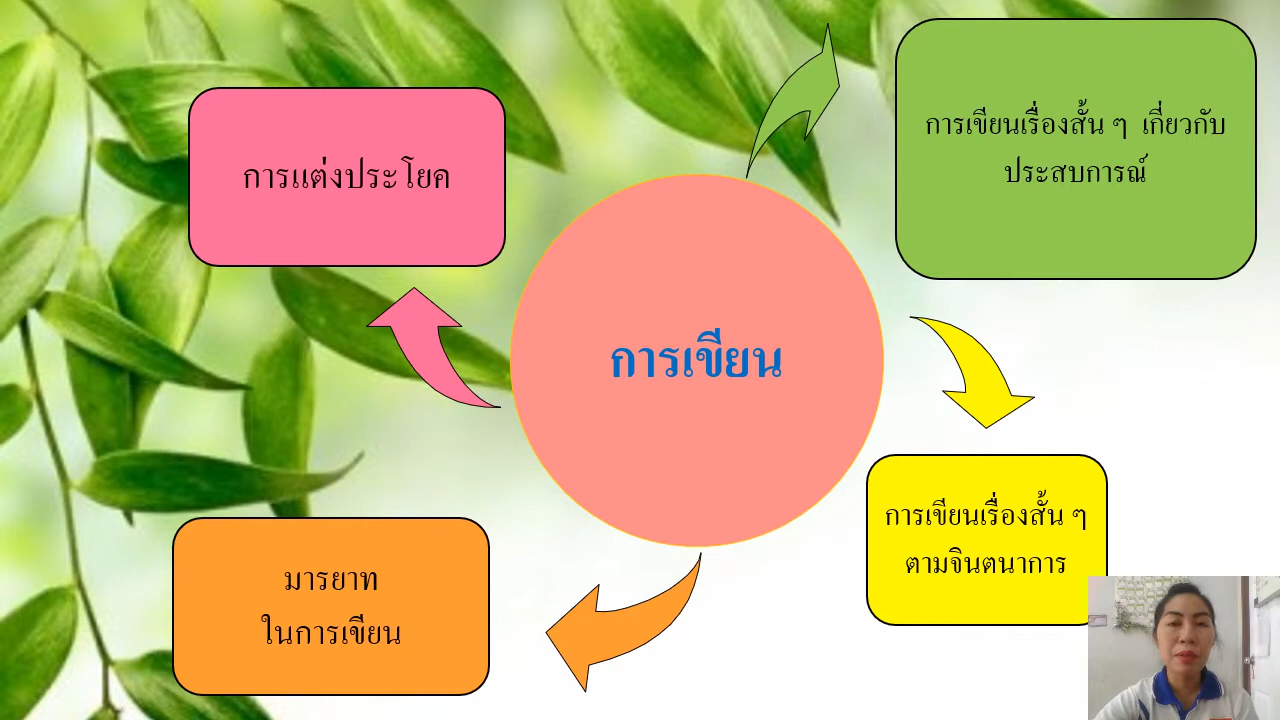 การแต่งประโยค
การเขียนเรื่องสั้น ๆ เกี่ยวกับ
ประสบการณ์
การเขียน
การเขียนเรื่องสั้น ๆ
ตามจินตนาการ
มารยาท
ในการเขียน